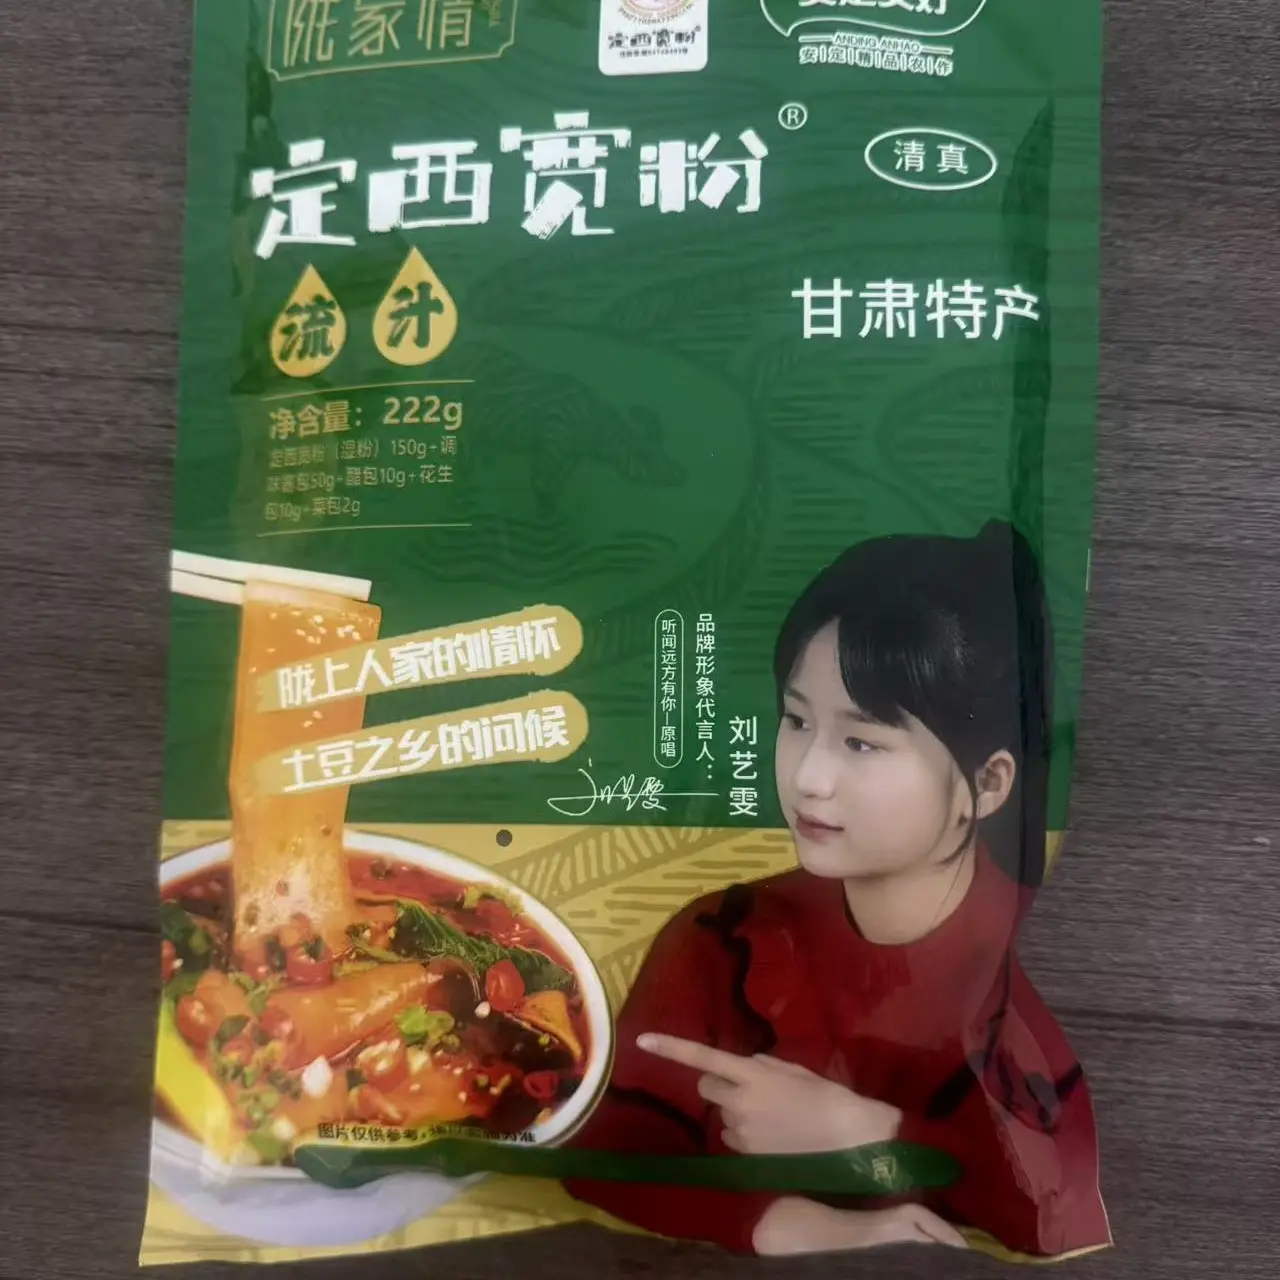 陇家情
定西宽粉®
安定美好
ANDING ANHAO
安|定|精|品|农|作
定西宽粉®
清真
流汁
甘肃特产
净含量：222g
定西宽粉（湿粉）150g+调
味酱包50g+醋包10g+花生
包10g+菜包2g
陇上人家的情怀
土豆之乡的问候
听闻远方有你—原唱
品牌形象代言人：
刘艺雯
图片仅供参考，